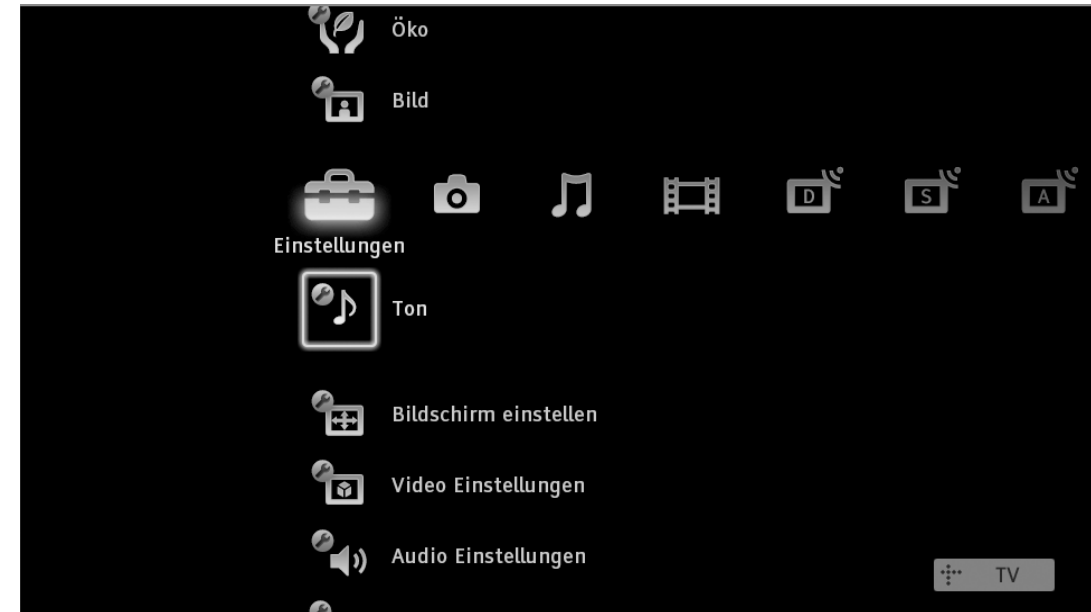 Öko
Bild
D S A
Einstellungen
Ton
Bildschirm einstellen
Video Einstellungen
Audio Einstellungen
TV